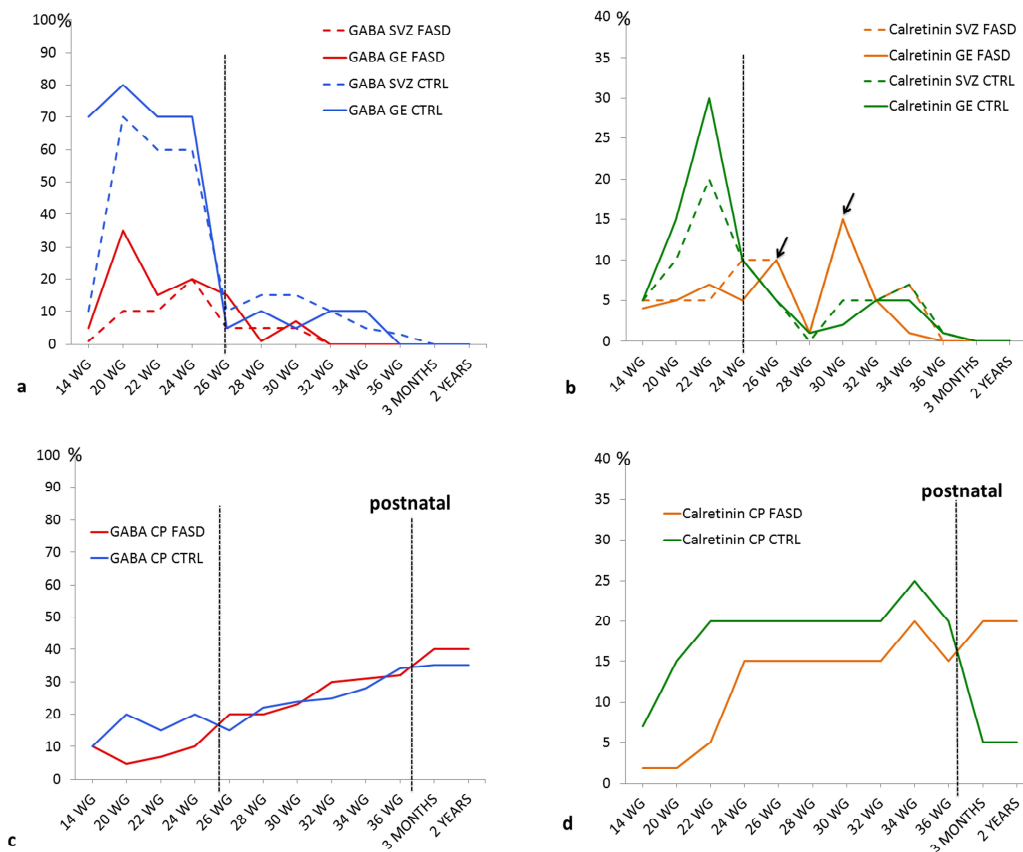 100%
90
80
70
60
50
40
30
20
10
0
GABA SVZ FASD
GABA GE FASD
GABA SVZ CTRL
GABA GE CTRL
14 WG
20 WG
22 WG
24 WG
26 WG
28 WG
30 WG
32 WG
34 WG
36 WG
3 MONTHS
2 YEARS
a
40 %
35
30
25
20
15
10
5
0
Calretinin SVZ FASD
Calretinin GE FASD
Calretinin SVZ CTRL
Calretinin GE CTRL
14 WG
20 WG
22 WG
24 WG
26 WG
28 WG
30 WG
32 WG
34 WG
36 WG
3 MONTHS
2 YEARS
b
100 %
90
80
70
60
50
40
30
20
10
0
postnatal
GABA CP FASD
GABA CP CTRL
14 WG
20 WG
22 WG
24 WG
26 WG
28 WG
30 WG
32 WG
34 WG
36 WG
3 MONTHS
2 YEARS
c
40 %
35
30
25
20
15
10
5
0
postnatal
Calretinin CP FASD
Calretinin CP CTRL
14 WG
20 WG
22 WG
24 WG
26 WG
28 WG
30 WG
32 WG
34 WG
36 WG
3 MONTHS
2 YEARS
d